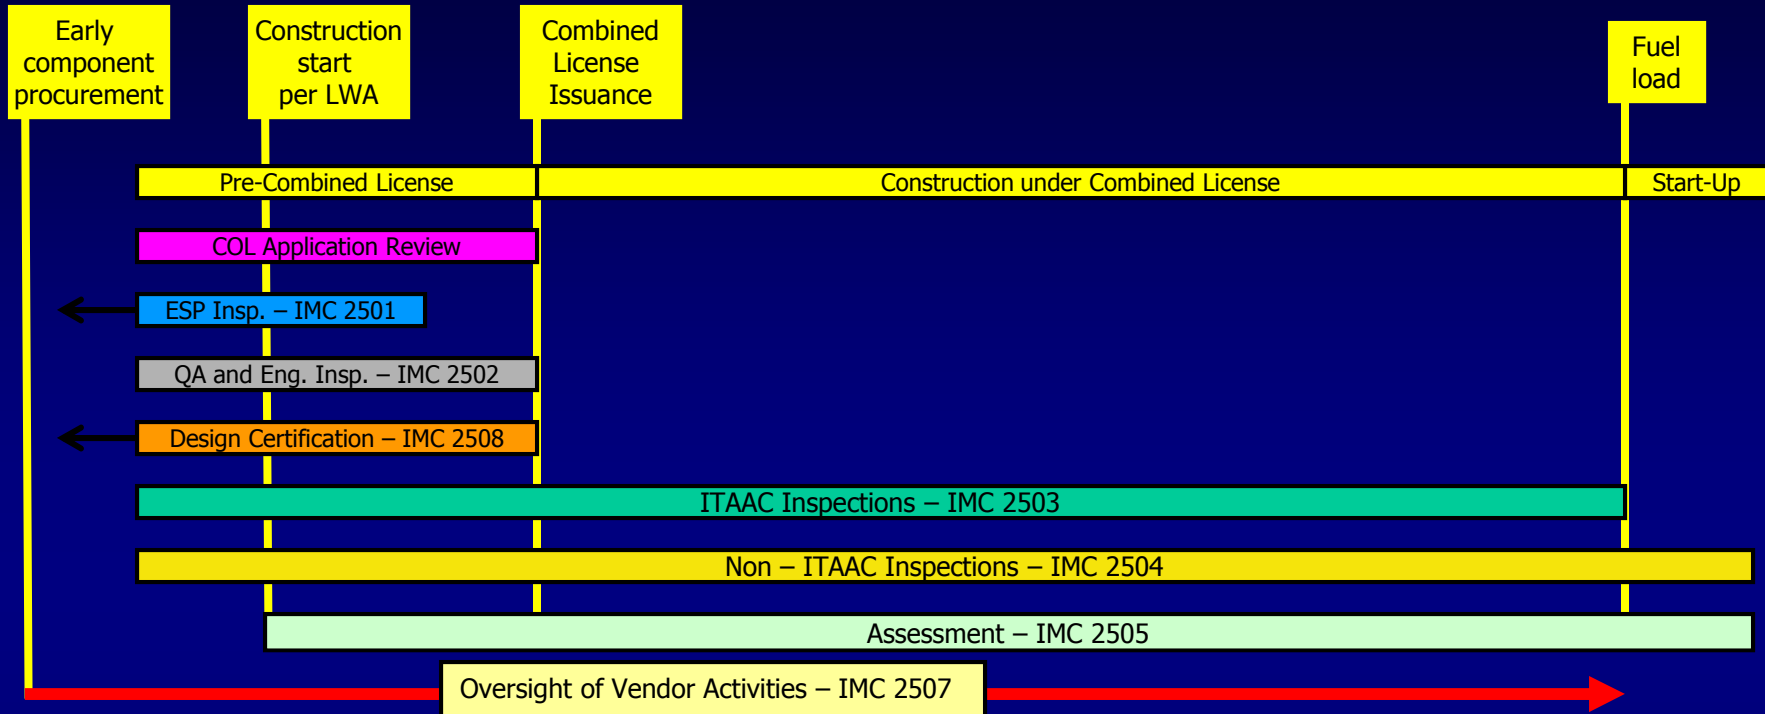 Early
component
procurement
Construction
start
per LWA
Combined
License
Issuance
Fuel
load
Pre-Combined License
Construction under Combined License
Start-Up
COL Application Review
ESP Insp. – IMC 2501
QA and Eng. Insp. – IMC 2502
Design Certification – IMC 2508
ITAAC Inspections – IMC 2503
Non – ITAAC Inspections – IMC 2504
Assessment – IMC 2505
Oversight of Vendor Activities – IMC 2507